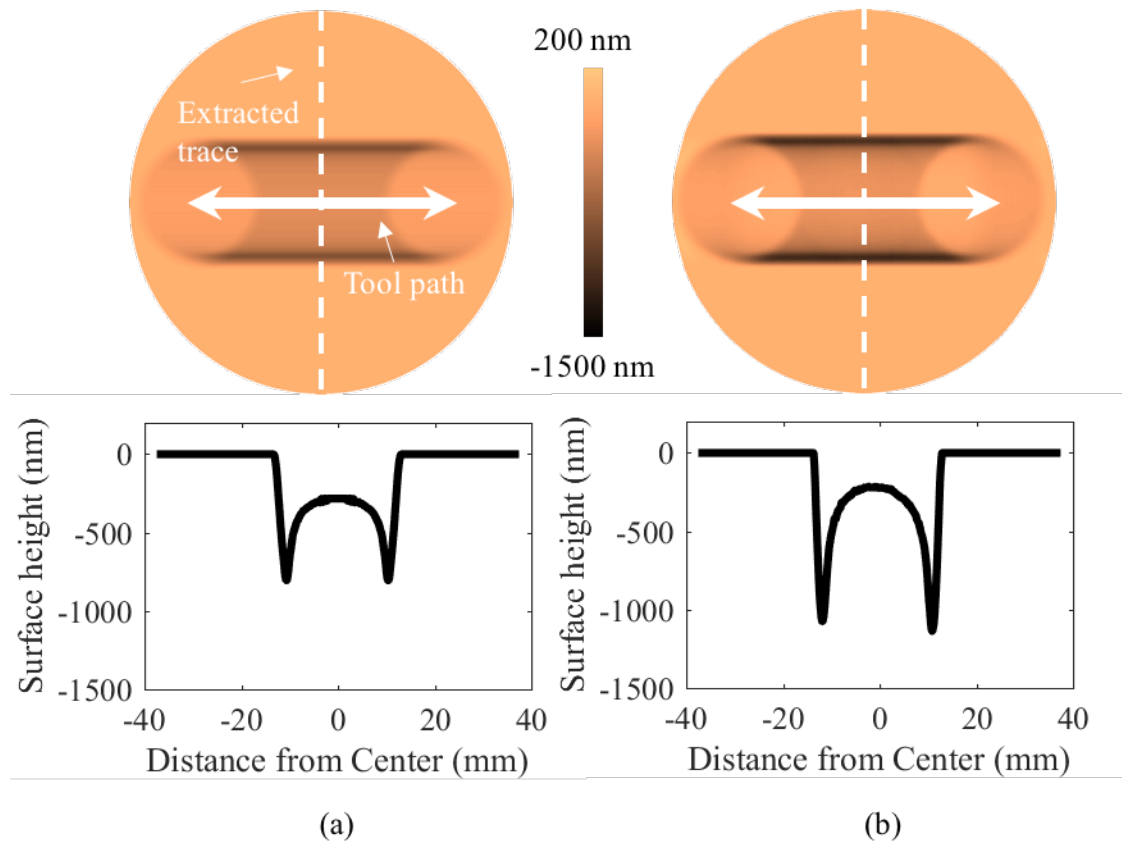 200 nm
Extracted
trace
Tool path
-1500 nm
0
-500
-1000
-1500
Surface height (nm)
-40
-20
0
20
40
Distance from Center (mm)
0
-500
-1000
-1500
Surface height (nm)
-40
-20
0
20
40
Distance from Center (mm)
(a)
(b)